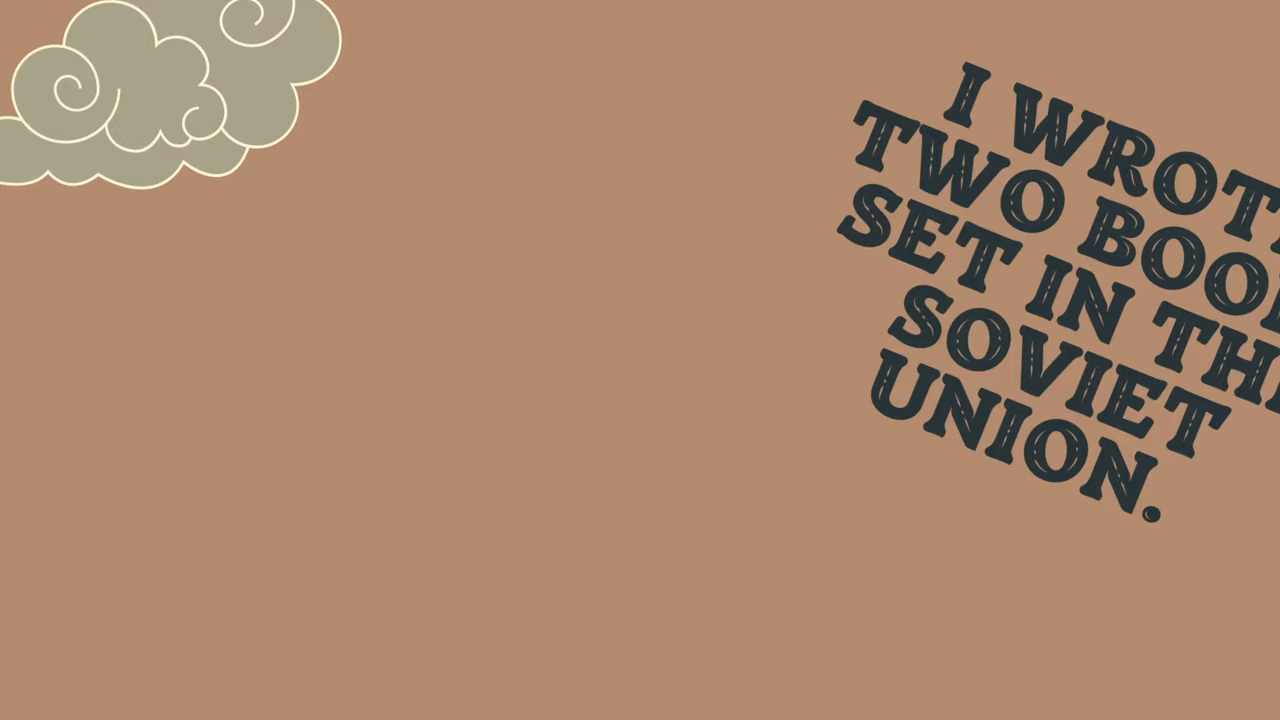 I WROT
TWO BOO
SET IN TH
SOVIET
UNION.